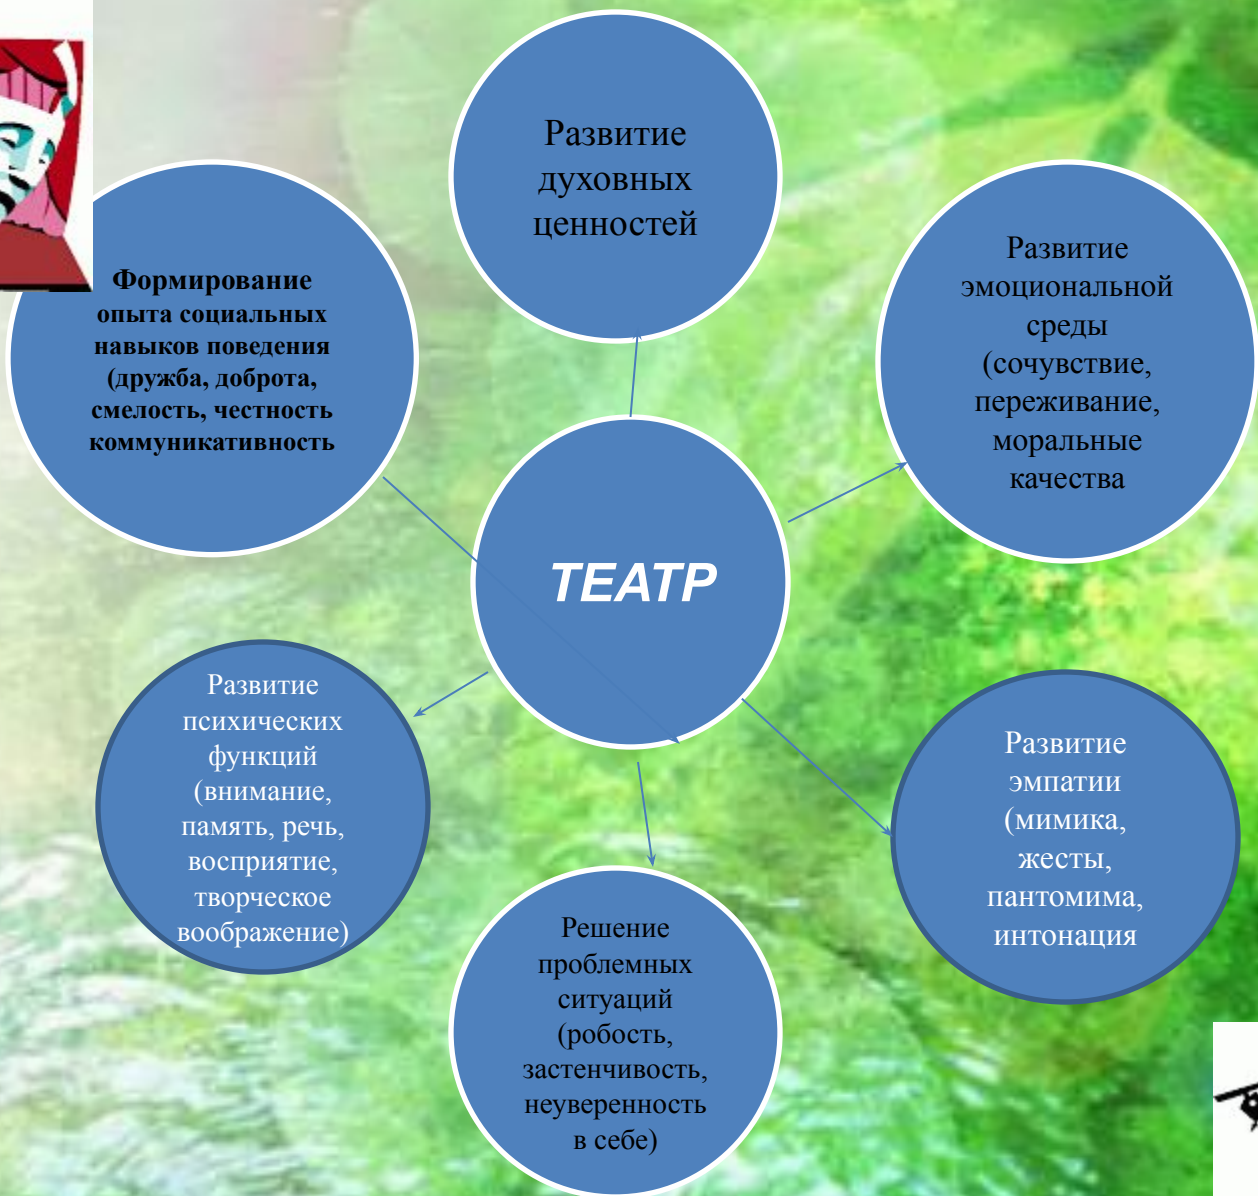 Развитие
духовных
ценностей
Формирование
опыта социальных
навыков поведения
(дружба, доброта,
смелость, честность
коммуникативность
Развитие
эмоциональной
среды
(сочувствие,
переживание,
моральные
качества
ТЕАТР
Развитие
психических
функций
(внимание,
память, речь,
восприятие,
творческое
воображение)
Развитие
эмпатии
(мимика,
жесты,
пантомима,
интонация
Решение
проблемных
ситуаций
(робость,
застенчивость,
неуверенность
в себе)